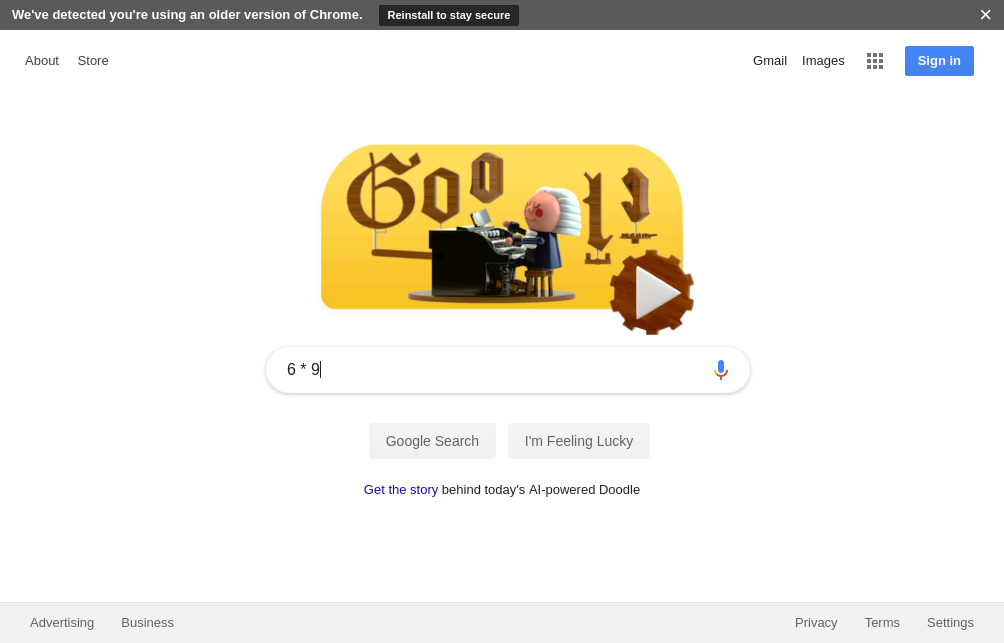 We've detected you're using an older version of Chrome. Reinstall to stay secure ×
About Store Gmail Images Sign in
6 * 9
Google Search I'm Feeling Lucky
Get the story behind today's AI-powered Doodle
Advertising Business Privacy Terms Settings